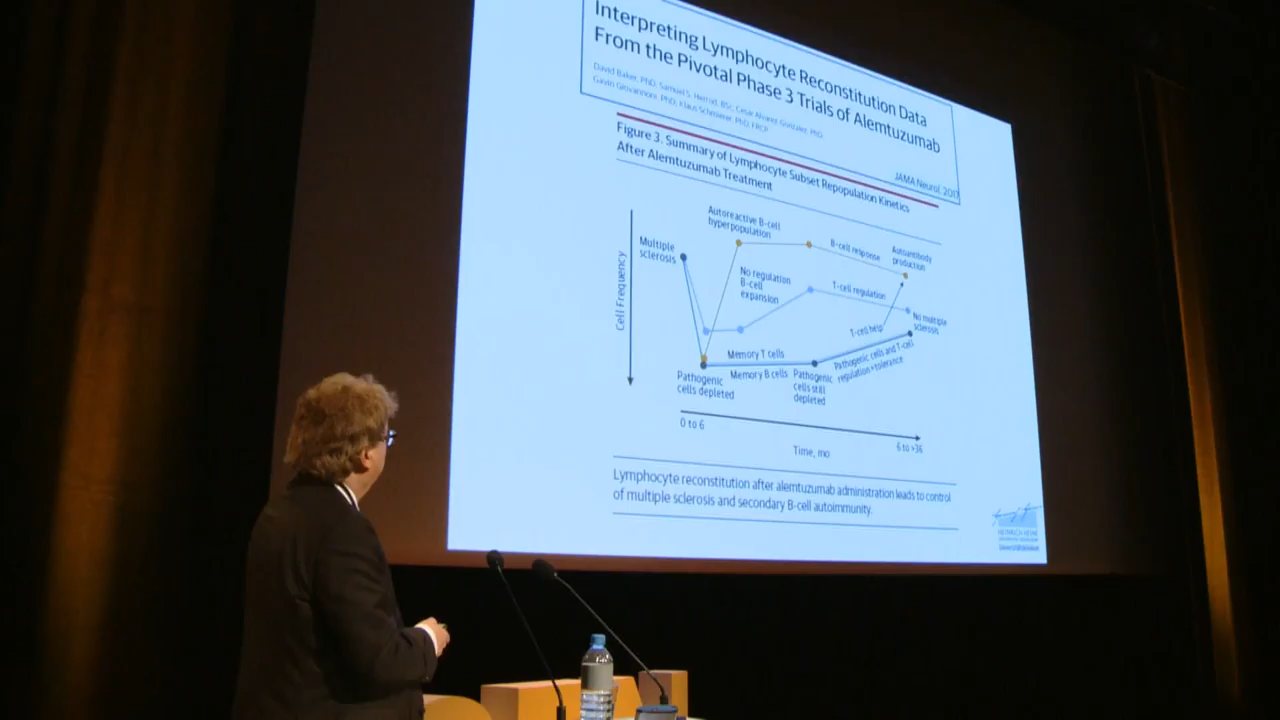 Interpreting Lymphocyte Reconstitution Data
From the Pivotal Phase 3 Trials of Alemtuzumab
David Baker, PhD, Samuel S. Herrod, BSc, Cesar Alvarez Gonzalez, PhD,
Gavin Giovannoni, PhD, Klaus Schmierer, PhD, FRCP
JAMA Neurol, 2017
Figure 3. Summary of Lymphocyte Subset Repopulation Kinetics
After Alemtuzumab Treatment
Cell Frequency
Multiple
sclerosis
Autoreactive B-cell
hyperpopulation
B-cell response
Autoantibody
production
No regulation
B-cell
expansion
T-cell regulation
T-cell help
No multiple
sclerosis
Memory T cells
Memory B cells
Pathogenic
cells depleted
Pathogenic
cells still
depleted
Pathogenic cells and T-cell
regulation+tolerance
0 to 6
6 to >36
Time, mo
Lymphocyte reconstitution after alemtuzumab administration leads to control
of multiple sclerosis and secondary B-cell autoimmunity.
HEINRICH HEINE